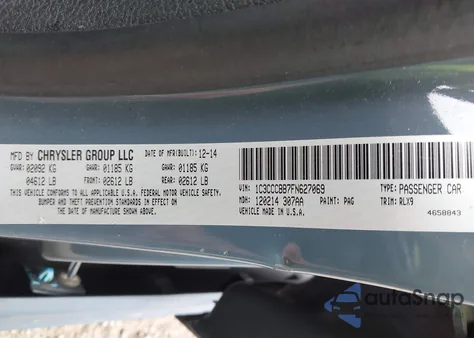 MFD BY CHRYSLER GROUP LLC DATE OF MFR(BUILT) 12-14
GVWR: 02092 KG GAWR: 01185 KG GAWR: 01185 KG
04612 LB FRONT: 02612 LB REAR: 02612 LB
THIS VEHICLE CONFORMS TO ALL APPLICABLE U.S.A. FEDERAL MOTOR VEHICLE SAFETY,
BUMPER AND THEFT PREVENTION STANDARDS IN EFFECT ON THE DATE OF
MANUFACTURE SHOWN ABOVE.
VIN: 1C3CCCBB7FN627069 TYPE: PASSENGER CAR
MDH: 120214 307AA PAINT: PAG TRIM: RLX9
VEHICLE MADE IN U.S.A. 4658843
autoSnap